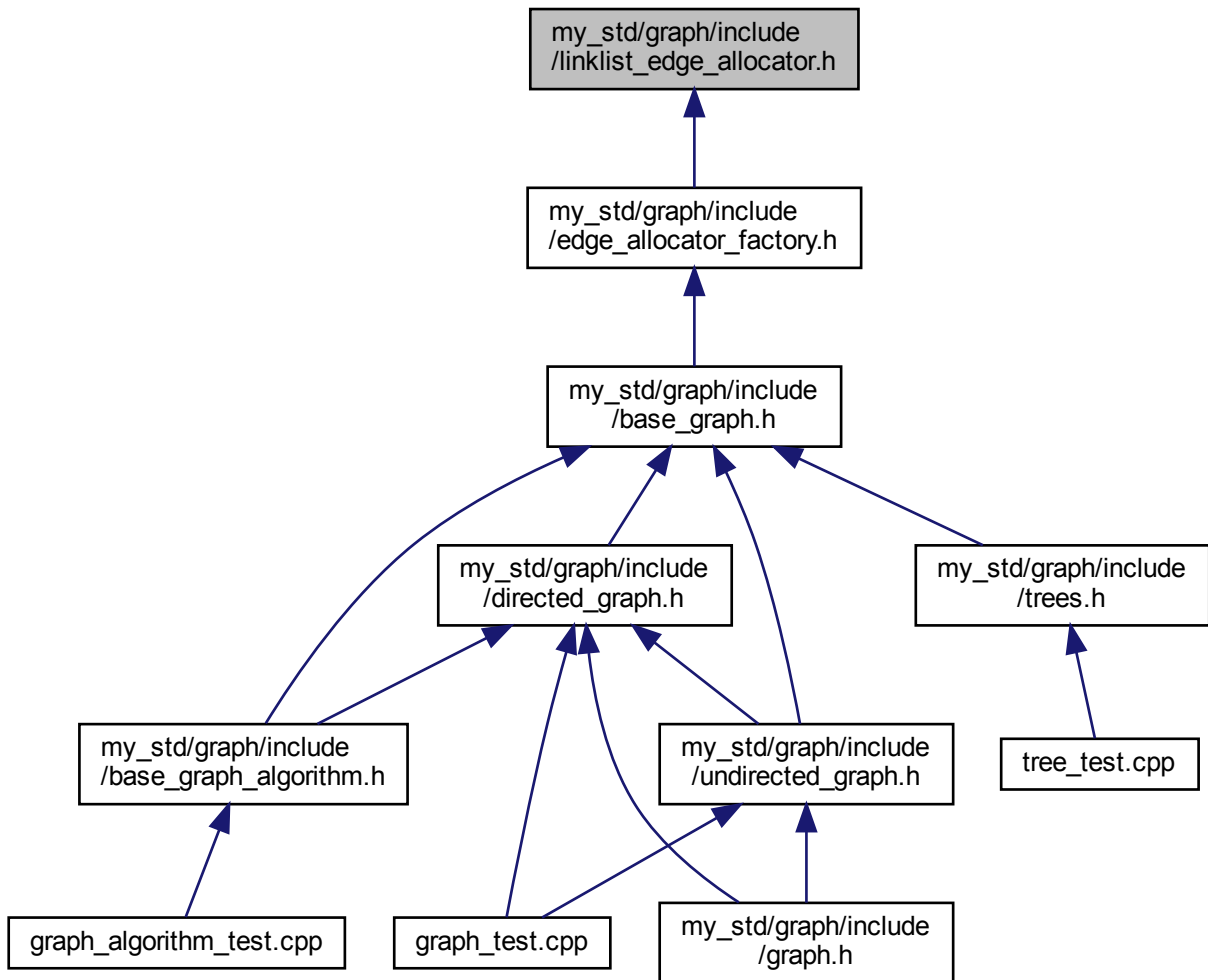 my_std/graph/include
/linklist_edge_allocator.h
my_std/graph/include
/edge_allocator_factory.h
my_std/graph/include
/base_graph.h
my_std/graph/include
/directed_graph.h
my_std/graph/include
/trees.h
my_std/graph/include
/base_graph_algorithm.h
my_std/graph/include
/undirected_graph.h
tree_test.cpp
graph_algorithm_test.cpp
graph_test.cpp
my_std/graph/include
/graph.h